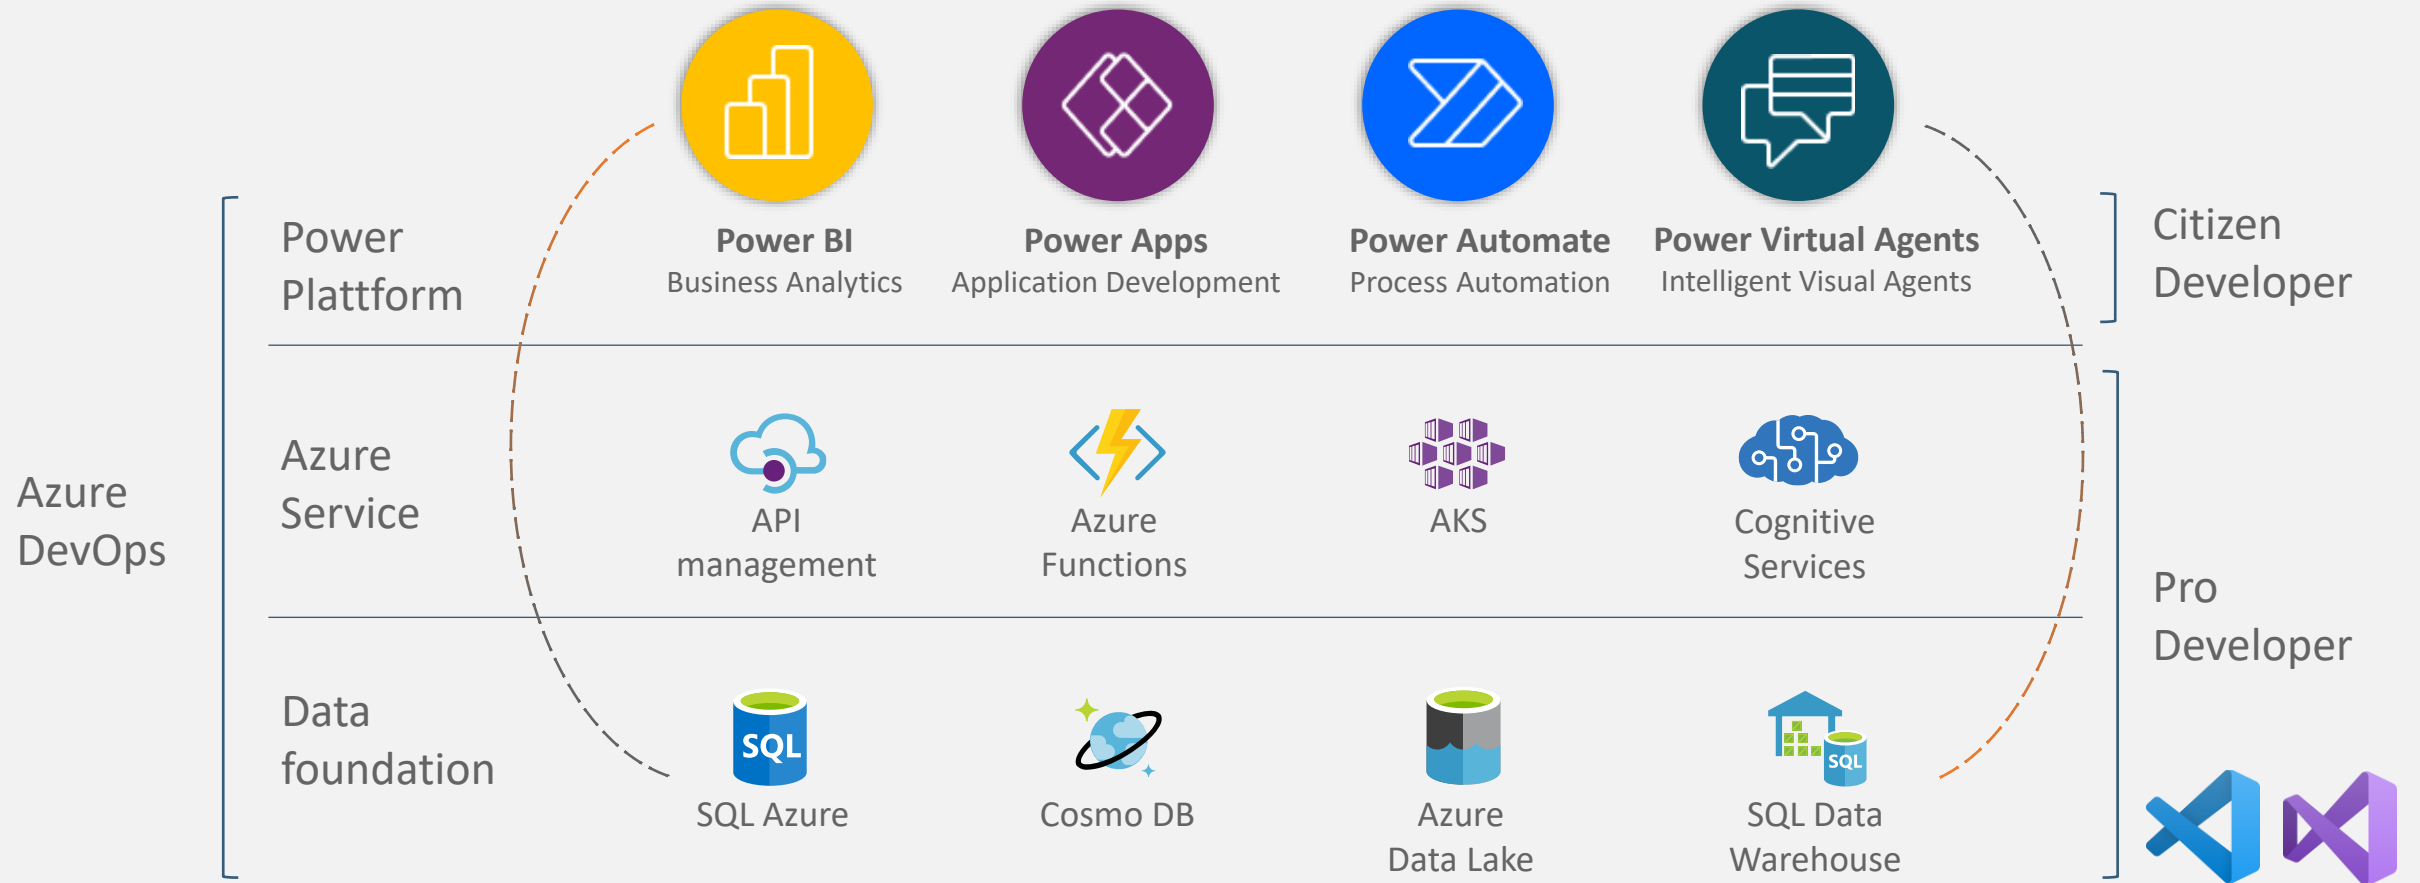 Power
Plattform
Power BI
Business Analytics
Power Apps
Application Development
Power Automate
Process Automation
Power Virtual Agents
Intelligent Visual Agents
Citizen
Developer
Azure
DevOps
Azure
Service
API
management
Azure
Functions
AKS
Cognitive
Services
Pro
Developer
Data
foundation
SQL
SQL Azure
Cosmo DB
Azure
Data Lake
SQL
SQL Data
Warehouse